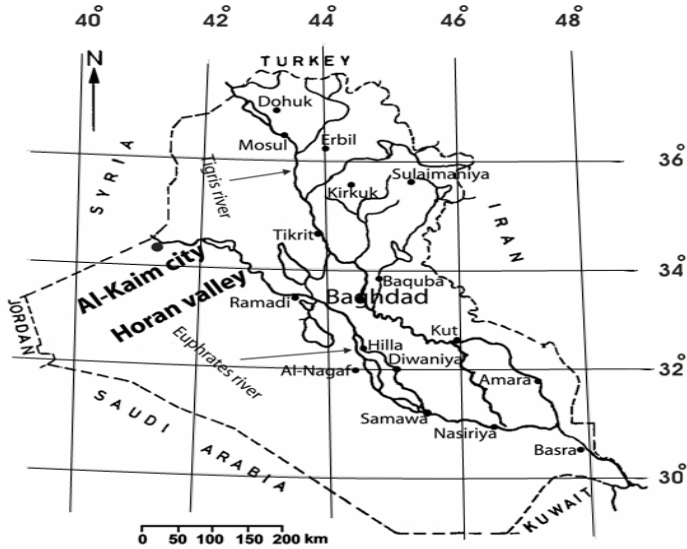 40° 42° 44° 46° 48°
N
TURKEY
Dohuk
Mosul
Erbil
36°
SYRIA
Tigris river
Sulaimaniya
Kirkuk
IRAN
Tikrit
34°
Al-Kaim city
Baquba
Baghdad
Horan valley
Ramadi
JORDAN
Euphrates river
Kut
Hilla
Diwaniya
32°
Al-Nagaf
Amara
Samawa
Nasiriya
SAUDI ARABIA
Basra
30°
KUWAIT
0 50 100 150 200 km